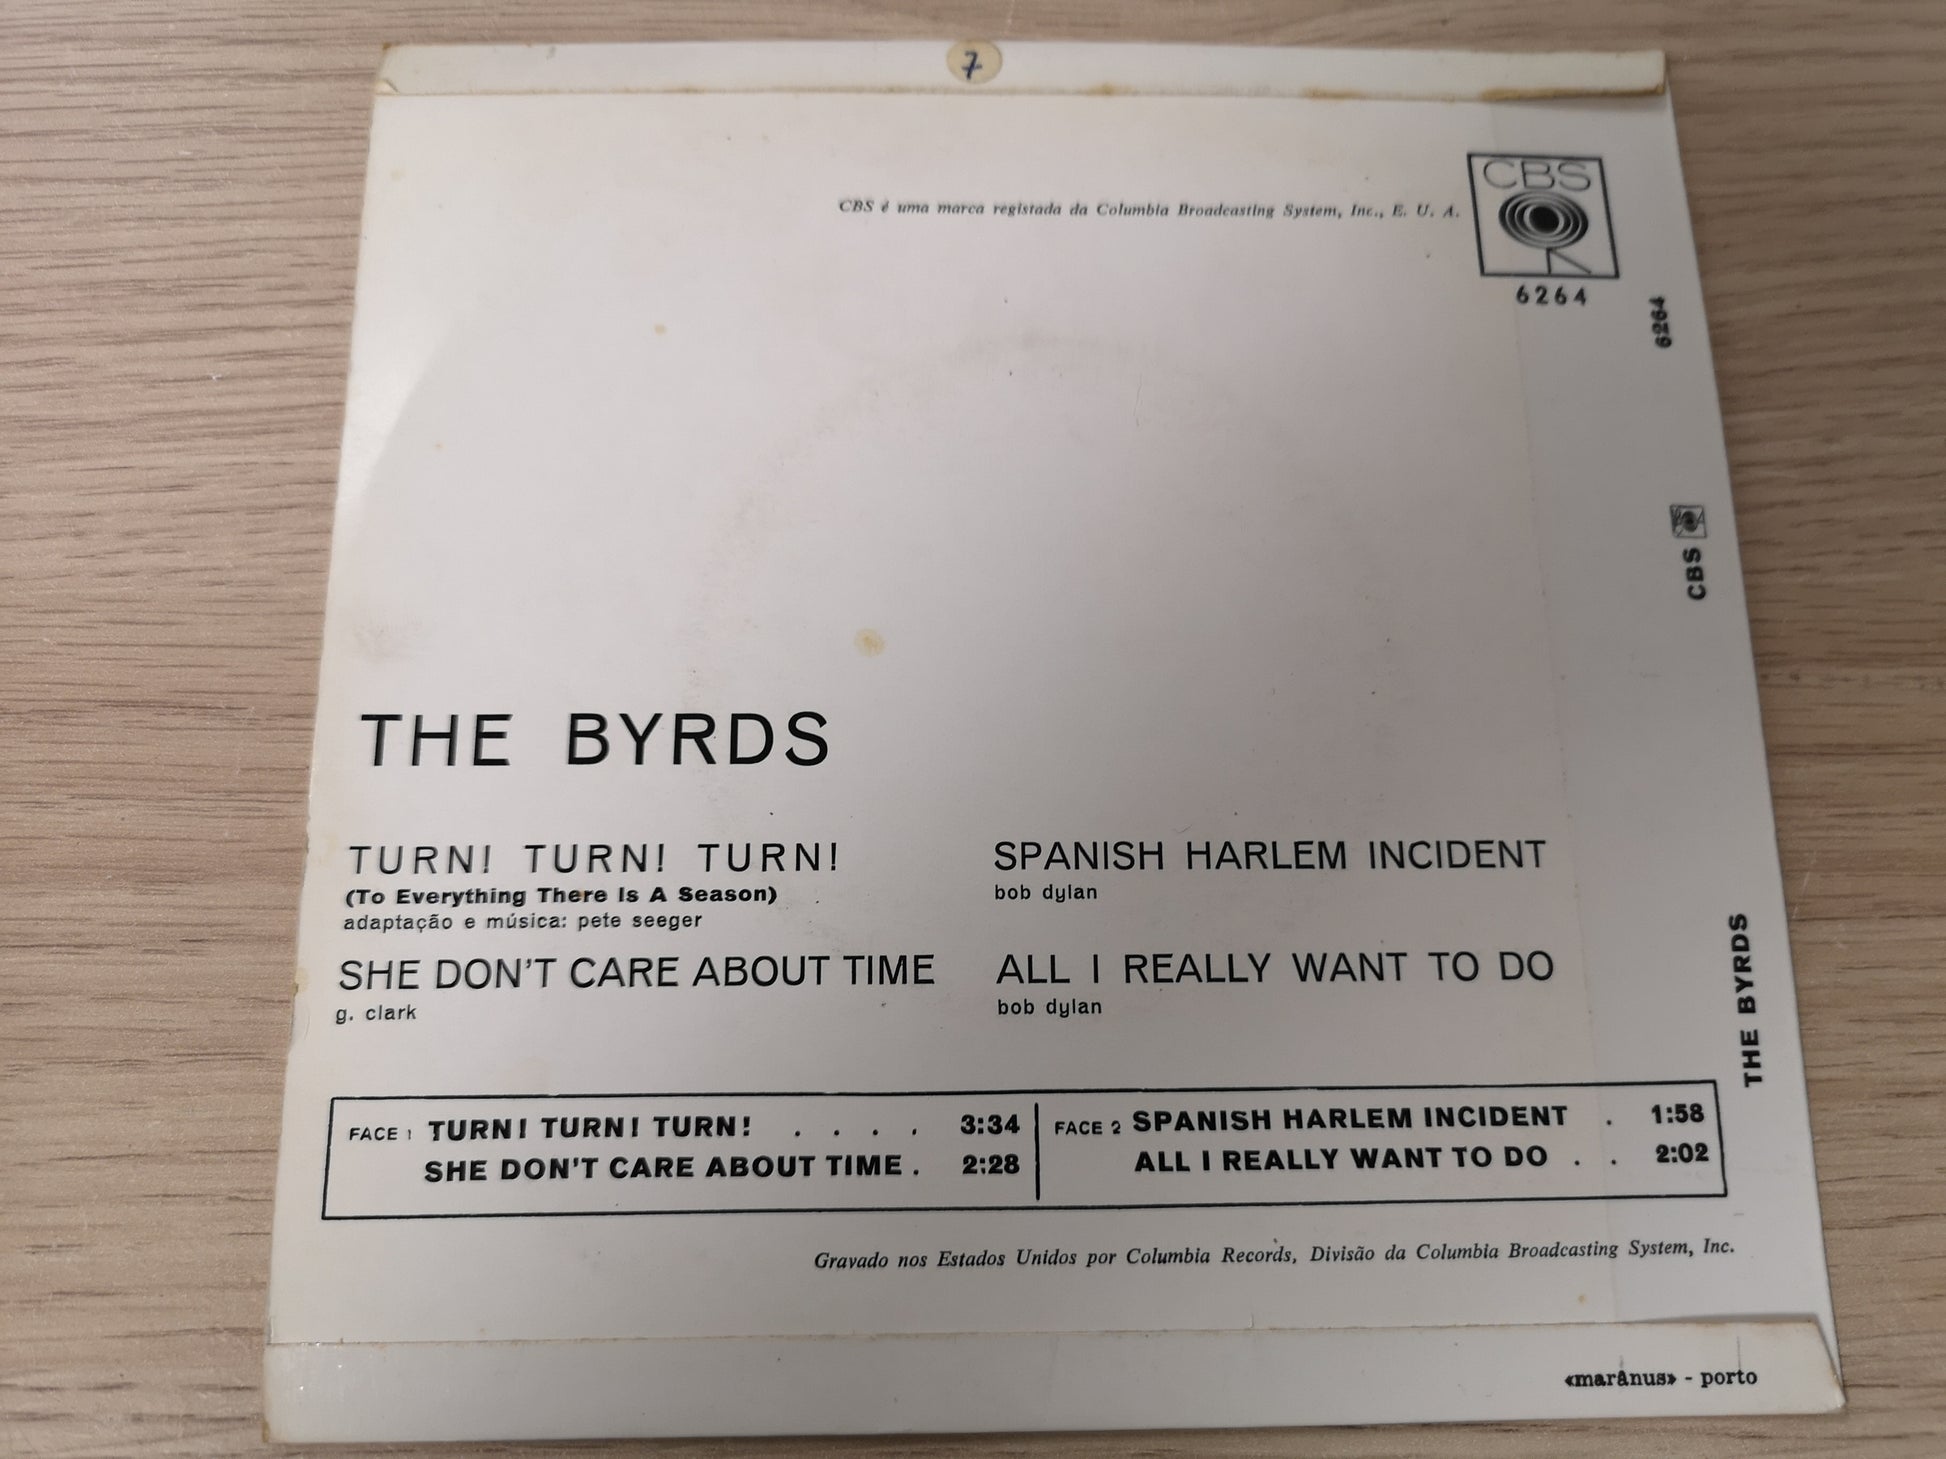 7
CBS é uma marca registada da Columbia Broadcasting System, Inc., E. U. A.
CBS
6264
6264
CBS
THE BYRDS
THE BYRDS
TURN! TURN! TURN!
(To Everything There Is A Season)
adaptação e música: pete seeger
SHE DON'T CARE ABOUT TIME
g. clark
SPANISH HARLEM INCIDENT
bob dylan
ALL I REALLY WANT TO DO
bob dylan
FACE 1 TURN! TURN! TURN! . . . . 3:34
SHE DON'T CARE ABOUT TIME . 2:28
FACE 2 SPANISH HARLEM INCIDENT . 1:58
ALL I REALLY WANT TO DO . . 2:02
Gravado nos Estados Unidos por Columbia Records, Divisão da Columbia Broadcasting System, Inc.
«marânus» - porto